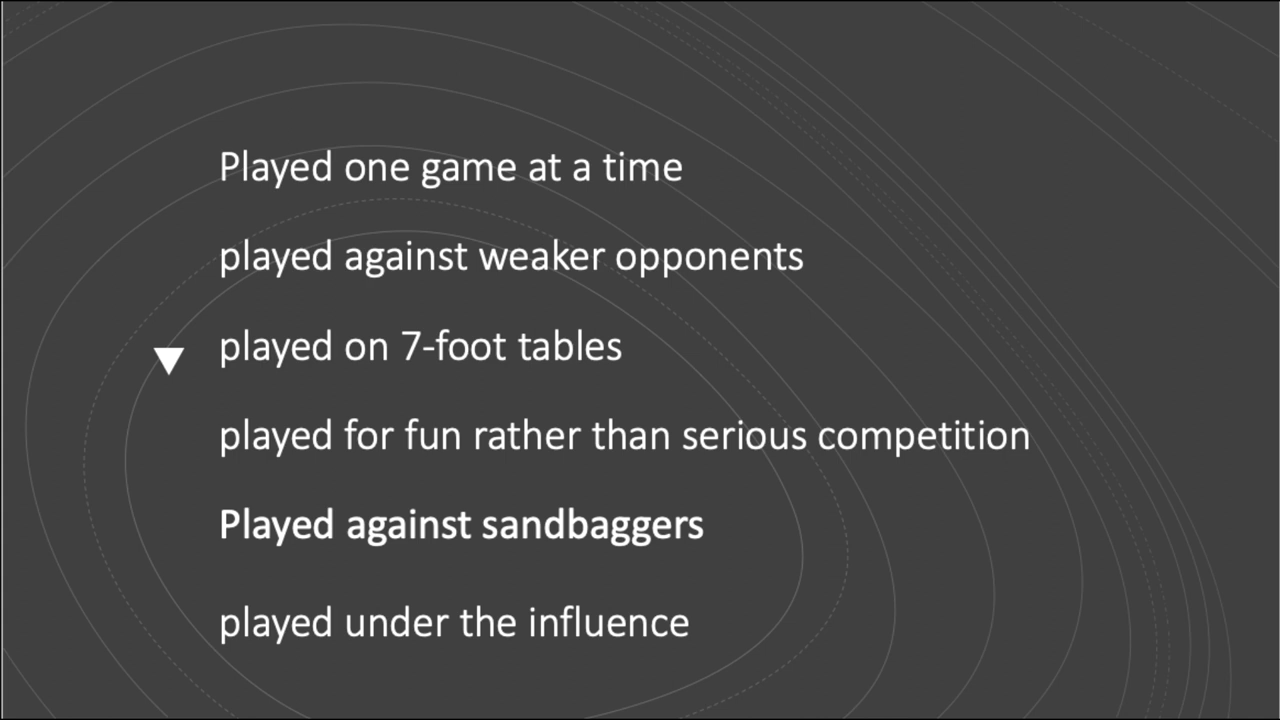 Played one game at a time
played against weaker opponents
played on 7-foot tables
played for fun rather than serious competition
Played against sandbaggers
played under the influence